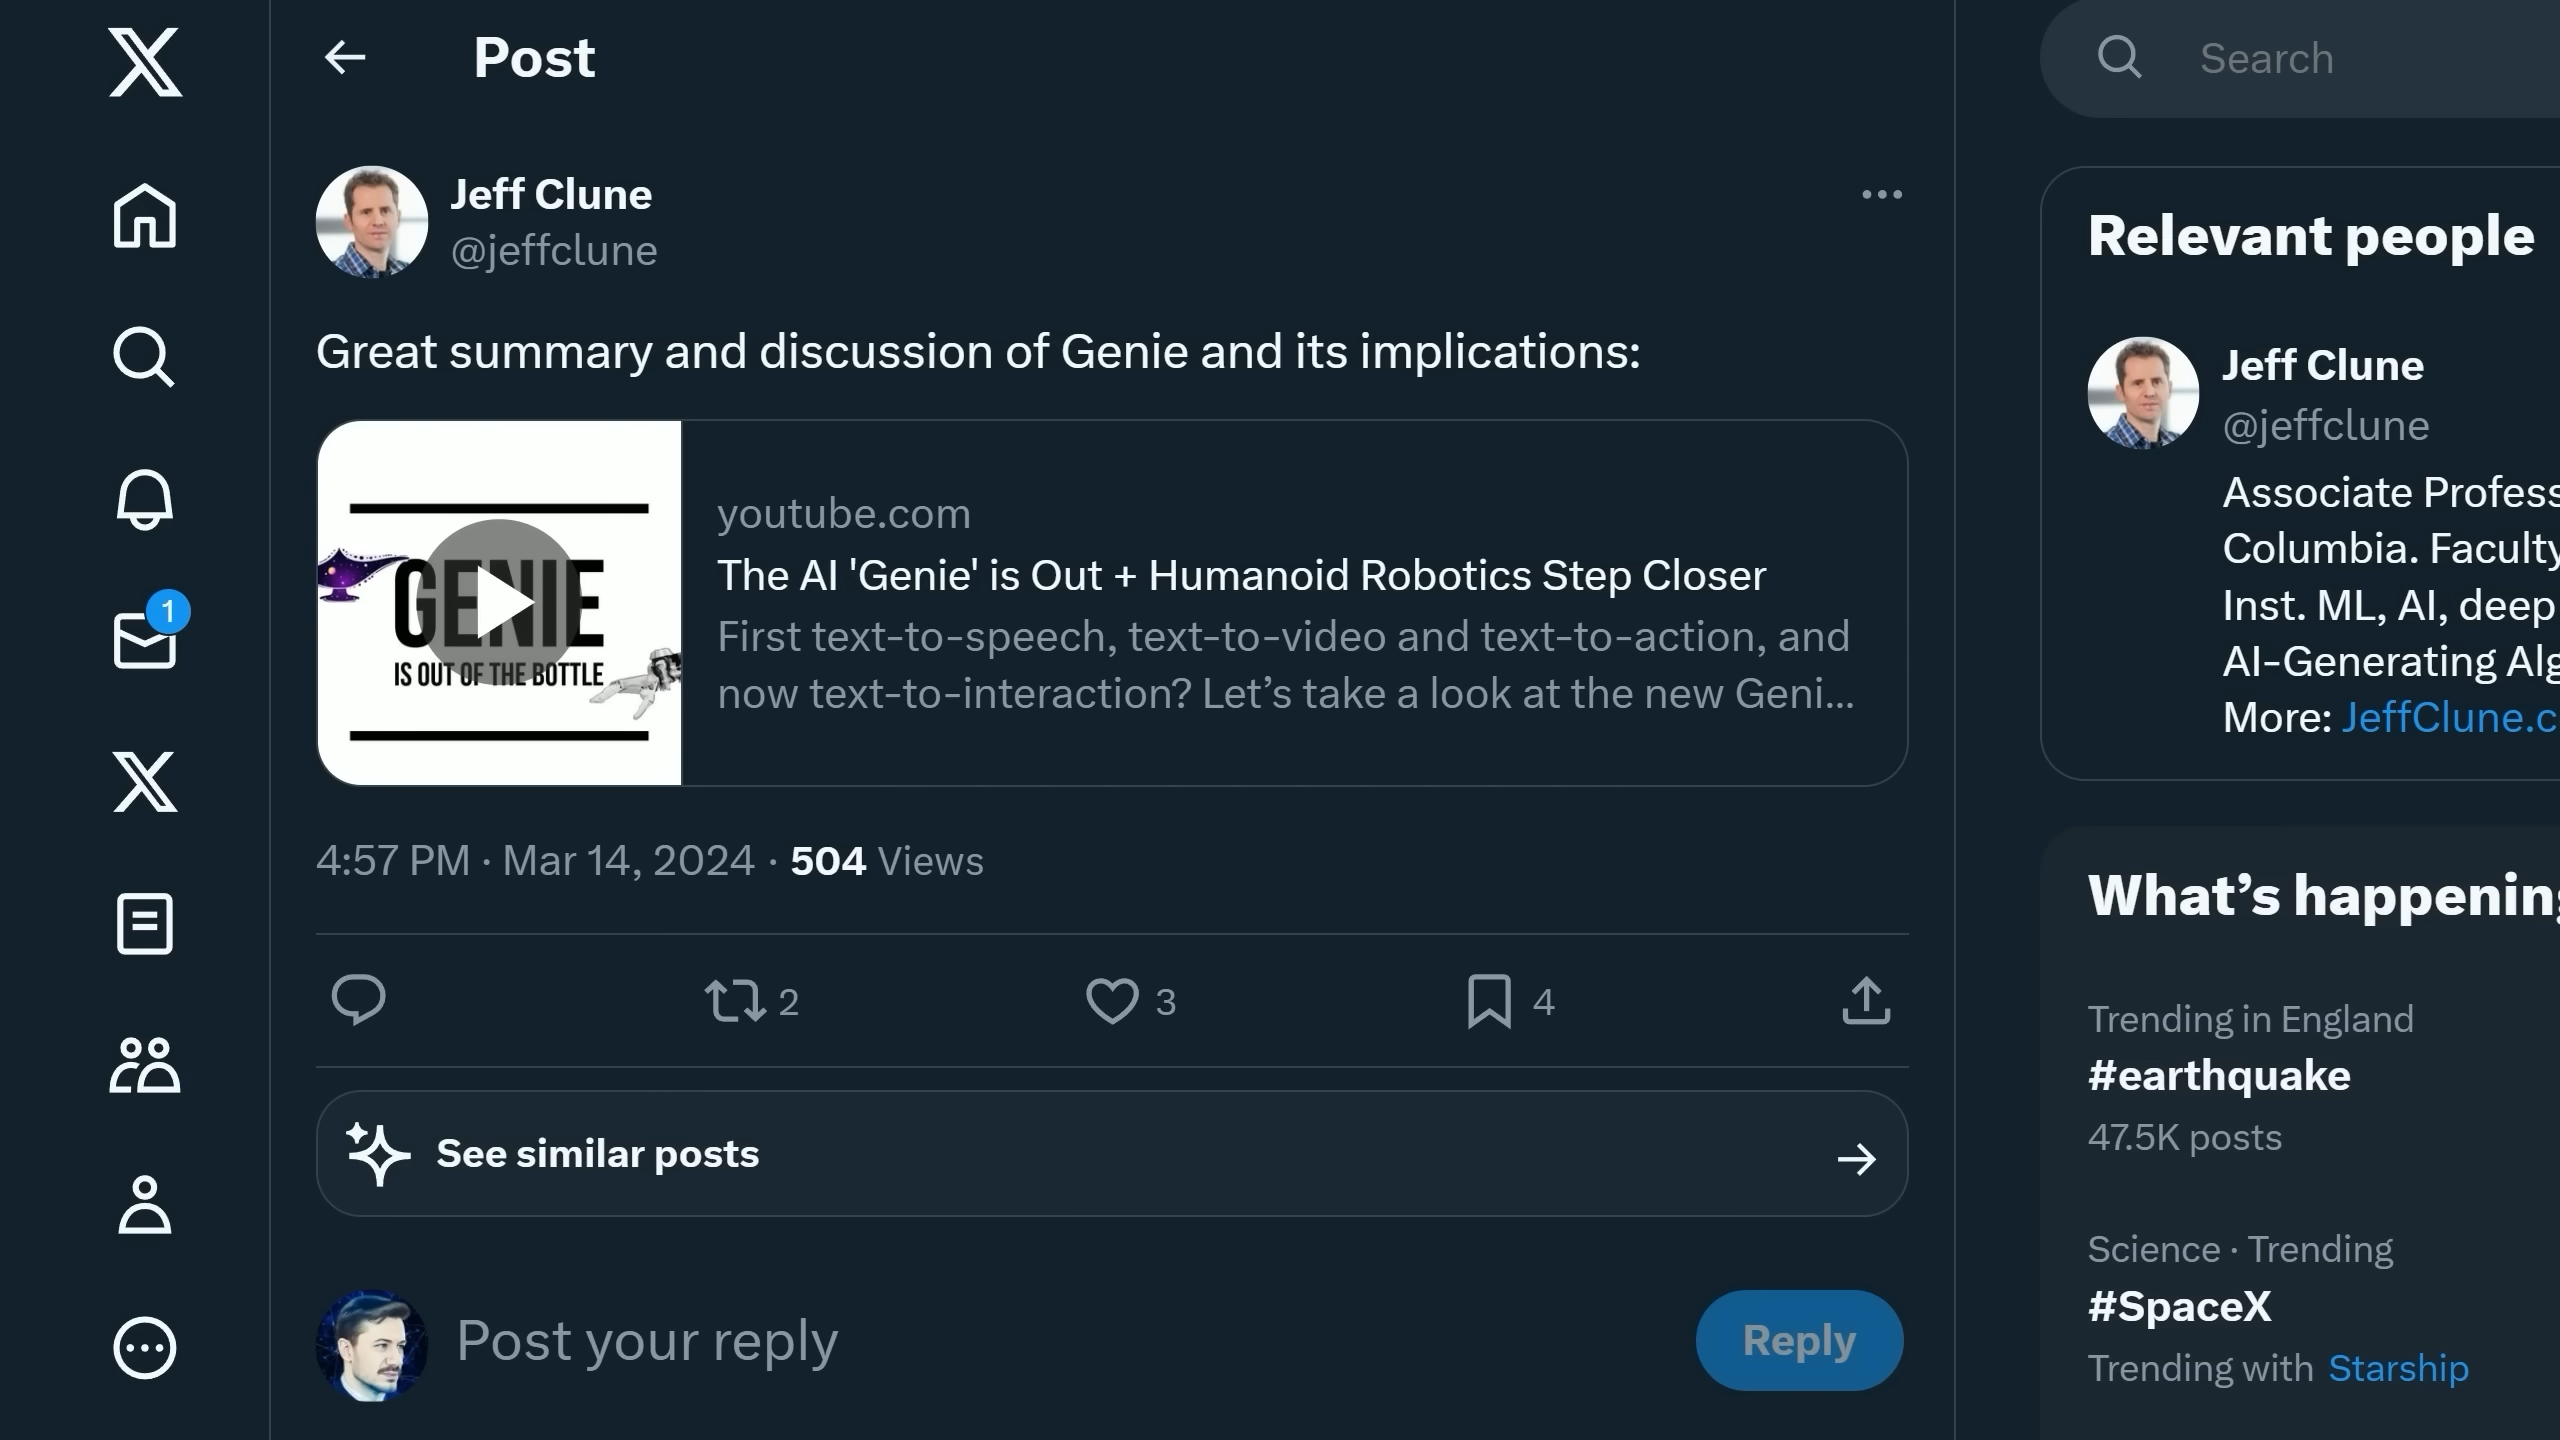 Post
Jeff Clune
@jeffclune
Great summary and discussion of Genie and its implications:
GENIE
IS OUT OF THE BOTTLE
youtube.com
The AI 'Genie' is Out + Humanoid Robotics Step Closer
First text-to-speech, text-to-video and text-to-action, and
now text-to-interaction? Let’s take a look at the new Geni...
4:57 PM · Mar 14, 2024 · 504 Views
2
3
4
See similar posts
Post your reply
Reply
1
Search
Relevant people
Jeff Clune
@jeffclune
Associate Profess
Columbia. Faculty
Inst. ML, AI, deep
AI-Generating Alg
More: JeffClune.c
What’s happening
Trending in England
#earthquake
47.5K posts
Science · Trending
#SpaceX
Trending with Starship